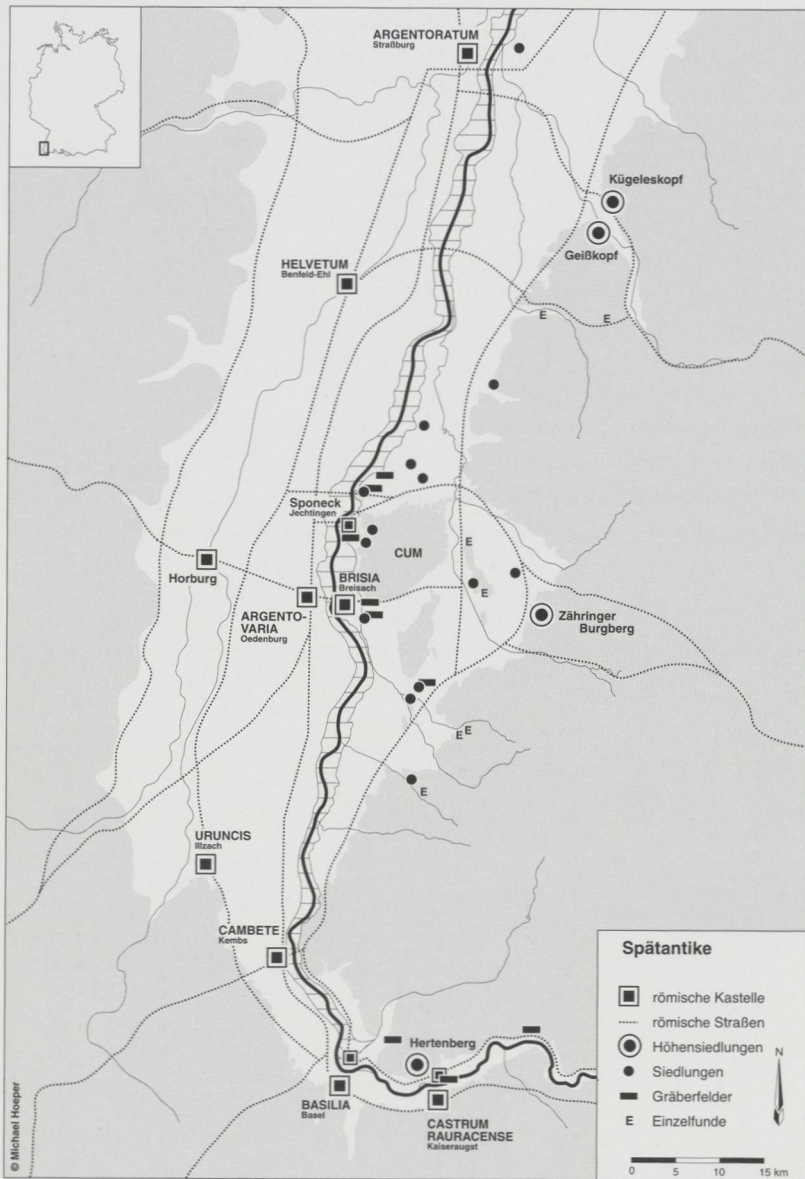 ARGENTORATUM
Straßburg
Kügeleskopf
Geißkopf
HELVETUM
Benfeld-Ehl
E
E
Sponeck
Jechtingen
CUM
E
Horburg
BRISIA
Breisach
E
ARGENTO-
VARIA
Oedenburg
Zähringer
Burgberg
E
E
E
URUNCIS
Illzach
CAMBETE
Kembs
Hertenberg
BASILIA
Basel
CASTRUM
RAURACENSE
Kaiseraugst
Spätantike
römische Kastelle
römische Straßen
Höhensiedlungen
Siedlungen
Gräberfelder
E Einzelfunde
N
0 5 10 15 km
© Michael Hoeper